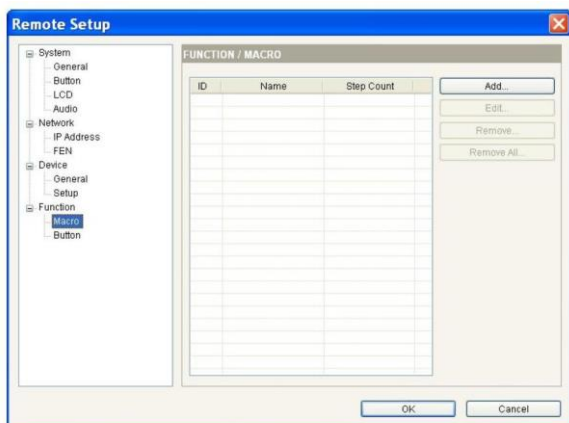 Remote Setup
System
General
Button
LCD
Audio
Network
IP Address
FEN
Device
General
Setup
Function
Macro
Button
FUNCTION / MACRO
ID Name Step Count
Add...
Edit...
Remove...
Remove All...
OK Cancel